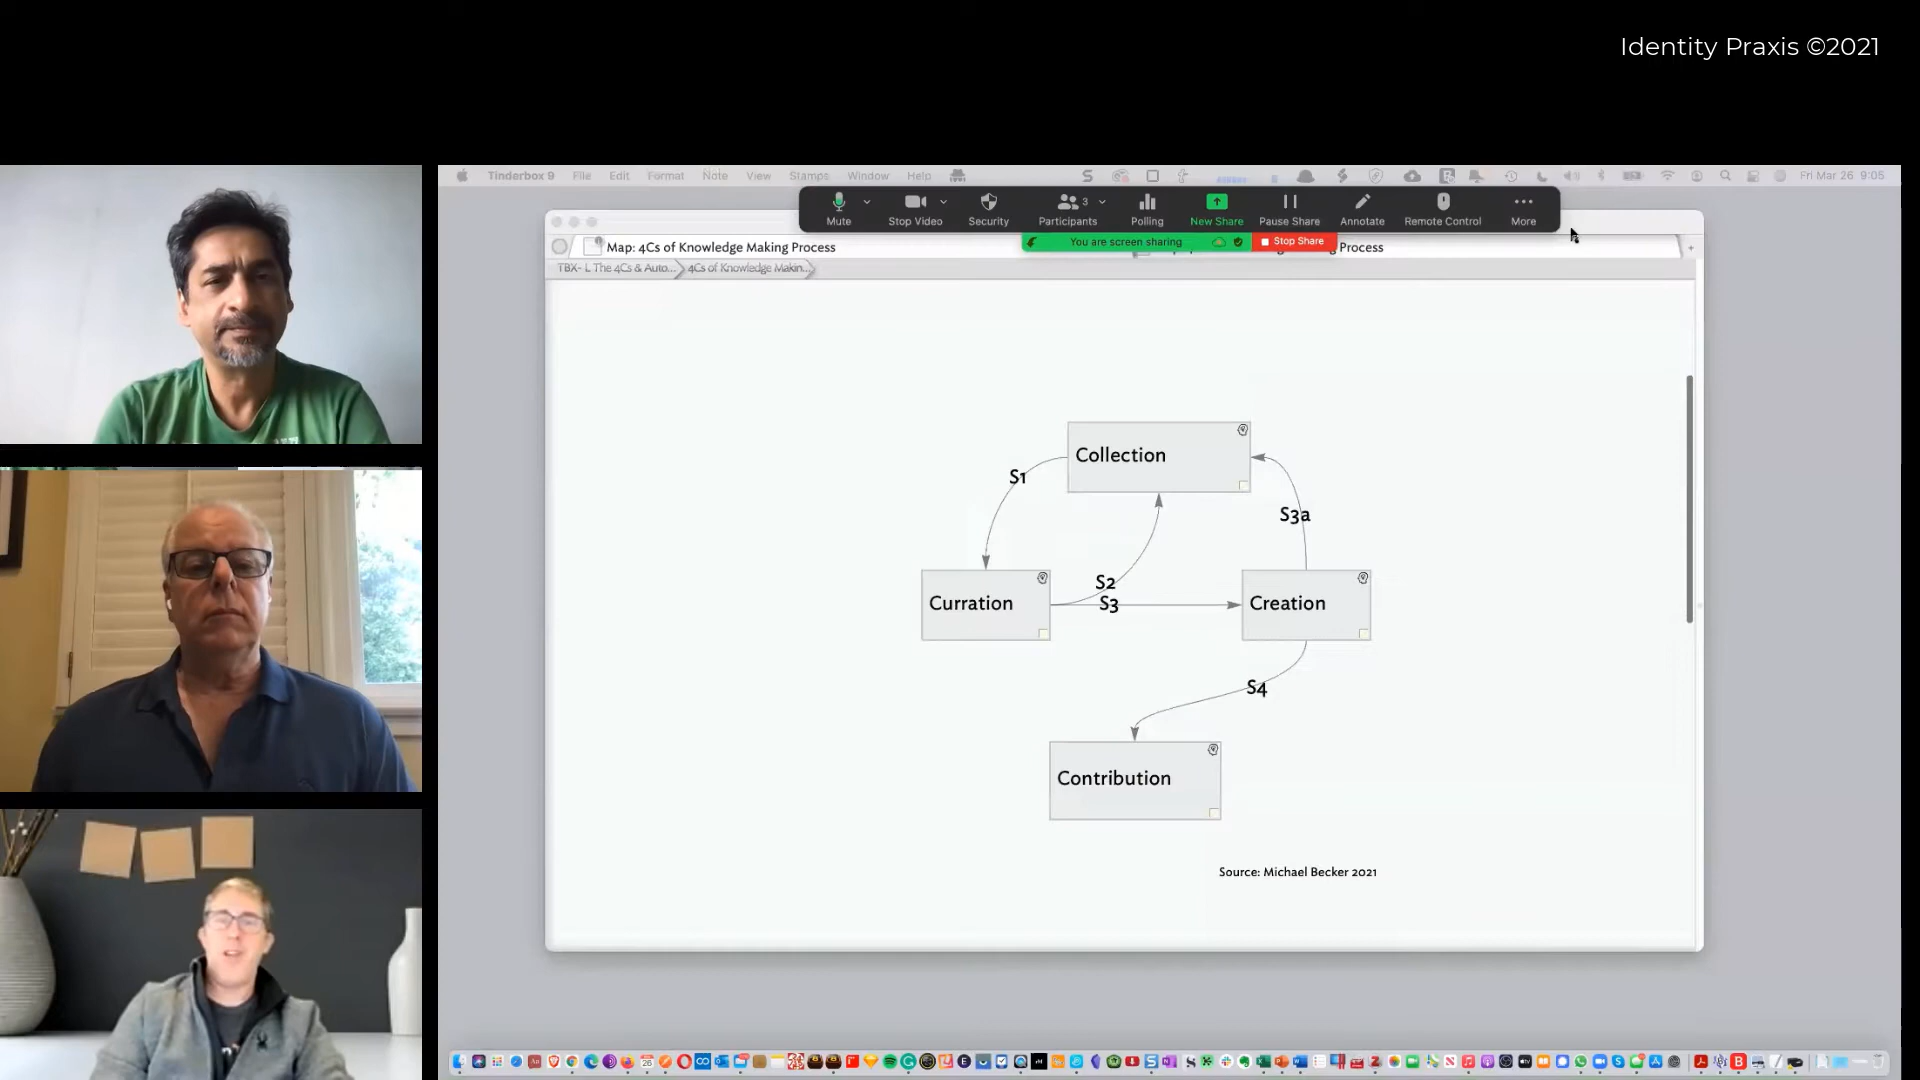 Identity Praxis ©2021
Tinderbox 9 File Edit Format Note View Stamps Window Help Fri Mar 26 9:05
Mute Stop Video Security Participants 3 Polling New Share Pause Share Annotate Remote Control More
You are screen sharing Stop Share
Map: 4Cs of Knowledge Making Process Process
TBX- L The 4Cs & Auto... 4Cs of Knowledge Makin...
Collection
S1
S3a
S2
S3
Curration
Creation
S4
Contribution
Source: Michael Becker 2021